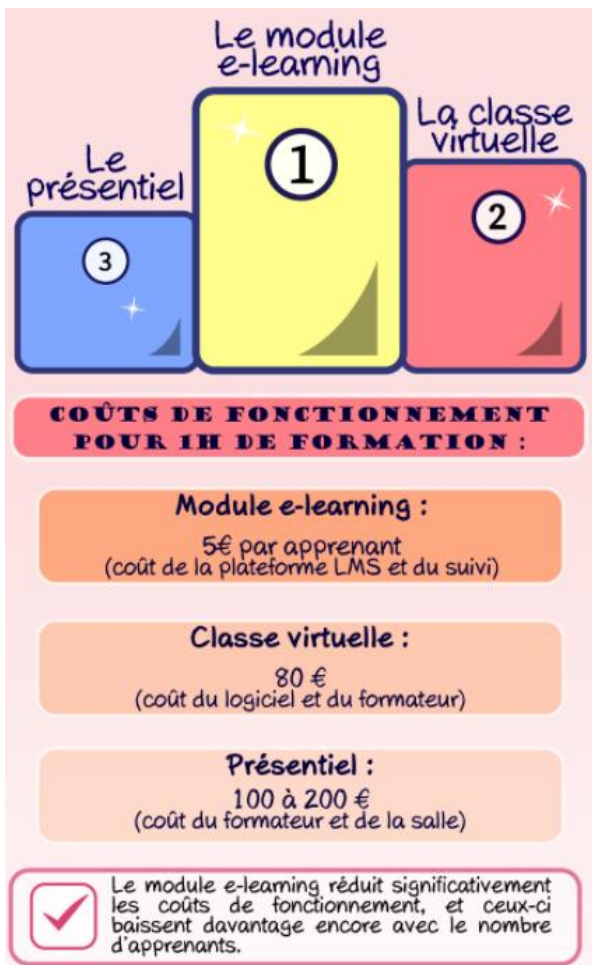 Le module
e-learning
La classe
virtuelle
Le
présentiel
1
2
3
COÛTS DE FONCTIONNEMENT
POUR 1H DE FORMATION :
Module e-learning :
5€ par apprenant
(coût de la plateforme LMS et du suivi)
Classe virtuelle :
80 €
(coût du logiciel et du formateur)
Présentiel :
100 à 200 €
(coût du formateur et de la salle)
Le module e-learning réduit significativement
les coûts de fonctionnement, et ceux-ci
baissent davantage encore avec le nombre
d'apprenants.